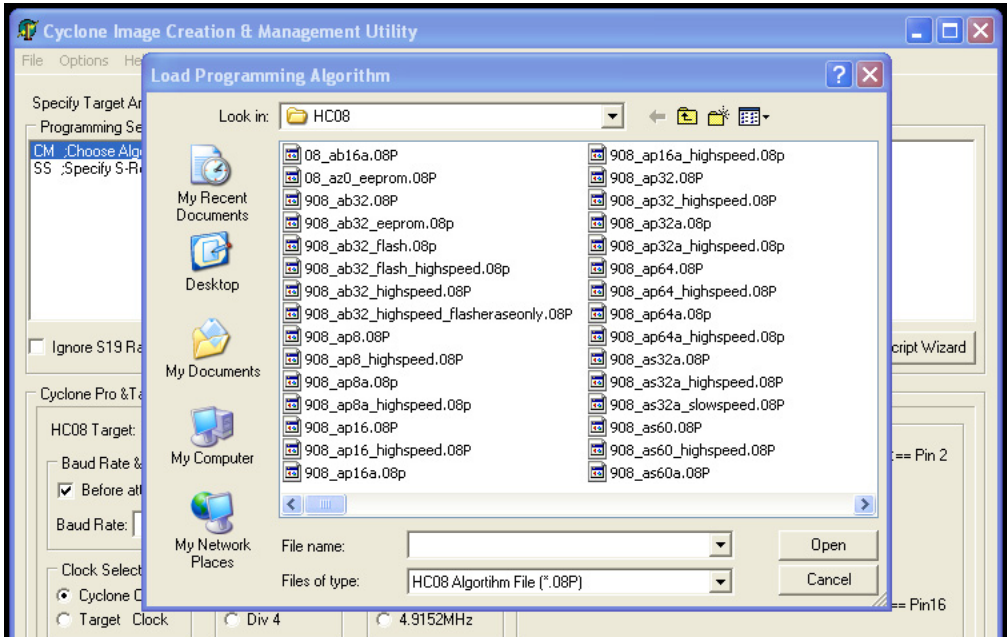 Cyclone Image Creation & Management Utility
File Options He
Load Programming Algorithm
Specify Target Ar
Look in: HC08
Programming Se
CM ;Choose Algo
SS ;Specify S-Re
My Recent
Documents
Desktop
My Documents
My Computer
My Network
Places
08_ab16a.08P
08_az0_eeprom.08P
908_ab32.08P
908_ab32_eeprom.08p
908_ab32_flash.08p
908_ab32_flash_highspeed.08p
908_ab32_highspeed.08P
908_ab32_highspeed_flasheraseonly.08P
908_ap8.08P
908_ap8_highspeed.08P
908_ap8a.08p
908_ap8a_highspeed.08p
908_ap16.08P
908_ap16_highspeed.08P
908_ap16a.08p
908_ap16a_highspeed.08p
908_ap32.08P
908_ap32_highspeed.08P
908_ap32a.08p
908_ap32a_highspeed.08p
908_ap64.08P
908_ap64_highspeed.08P
908_ap64a.08p
908_ap64a_highspeed.08p
908_as32a.08P
908_as32a_highspeed.08P
908_as32a_slowspeed.08P
908_as60.08P
908_as60_highspeed.08P
908_as60a.08P
File name:
Open
Files of type: HC08 Algortihm File (*.08P)
Cancel
Ignore S19 Ra
cript Wizard
Cyclone Pro &Ta
HC08 Target:
:== Pin 2
Baud Rate &
Before att
Baud Rate:
Clock Select
Cyclone C
== Pin16
Target Clock
Div 4
4.9152MHz